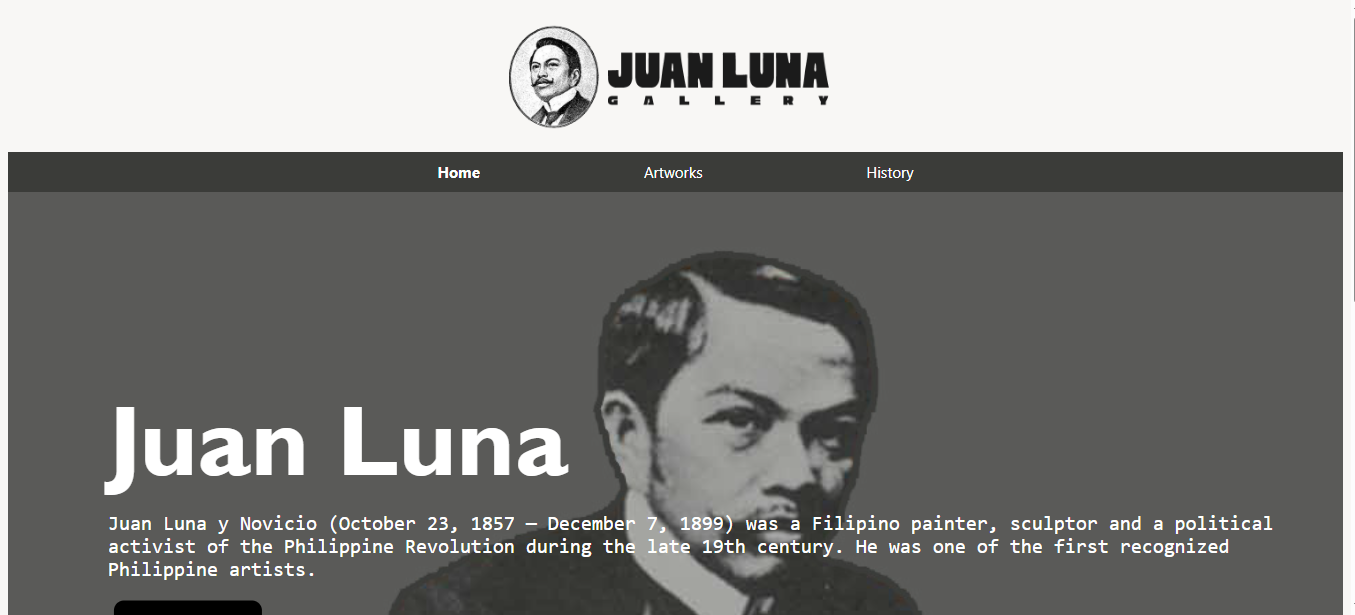 JUAN LUNA
GALLERY
Home Artworks History
Juan Luna
Juan Luna y Novicio (October 23, 1857 – December 7, 1899) was a Filipino painter, sculptor and a political
activist of the Philippine Revolution during the late 19th century. He was one of the first recognized
Philippine artists.